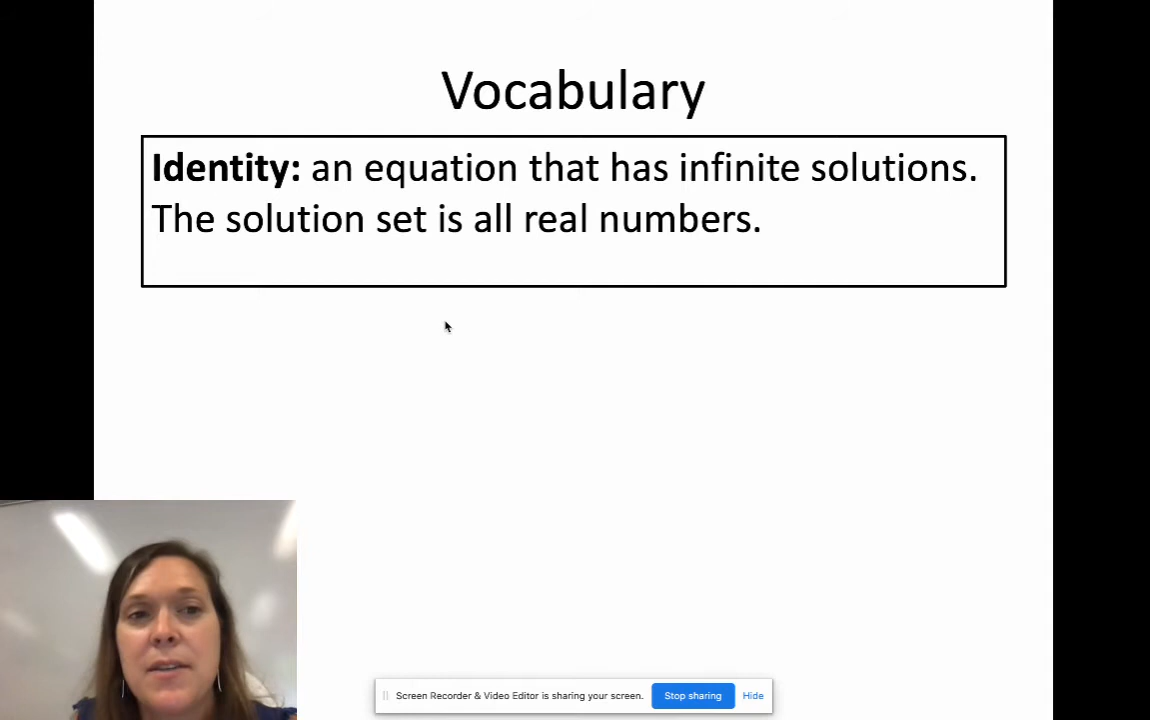 Vocabulary
Identity: an equation that has infinite solutions.
The solution set is all real numbers.
Screen Recorder & Video Editor is sharing your screen. Stop sharing Hide